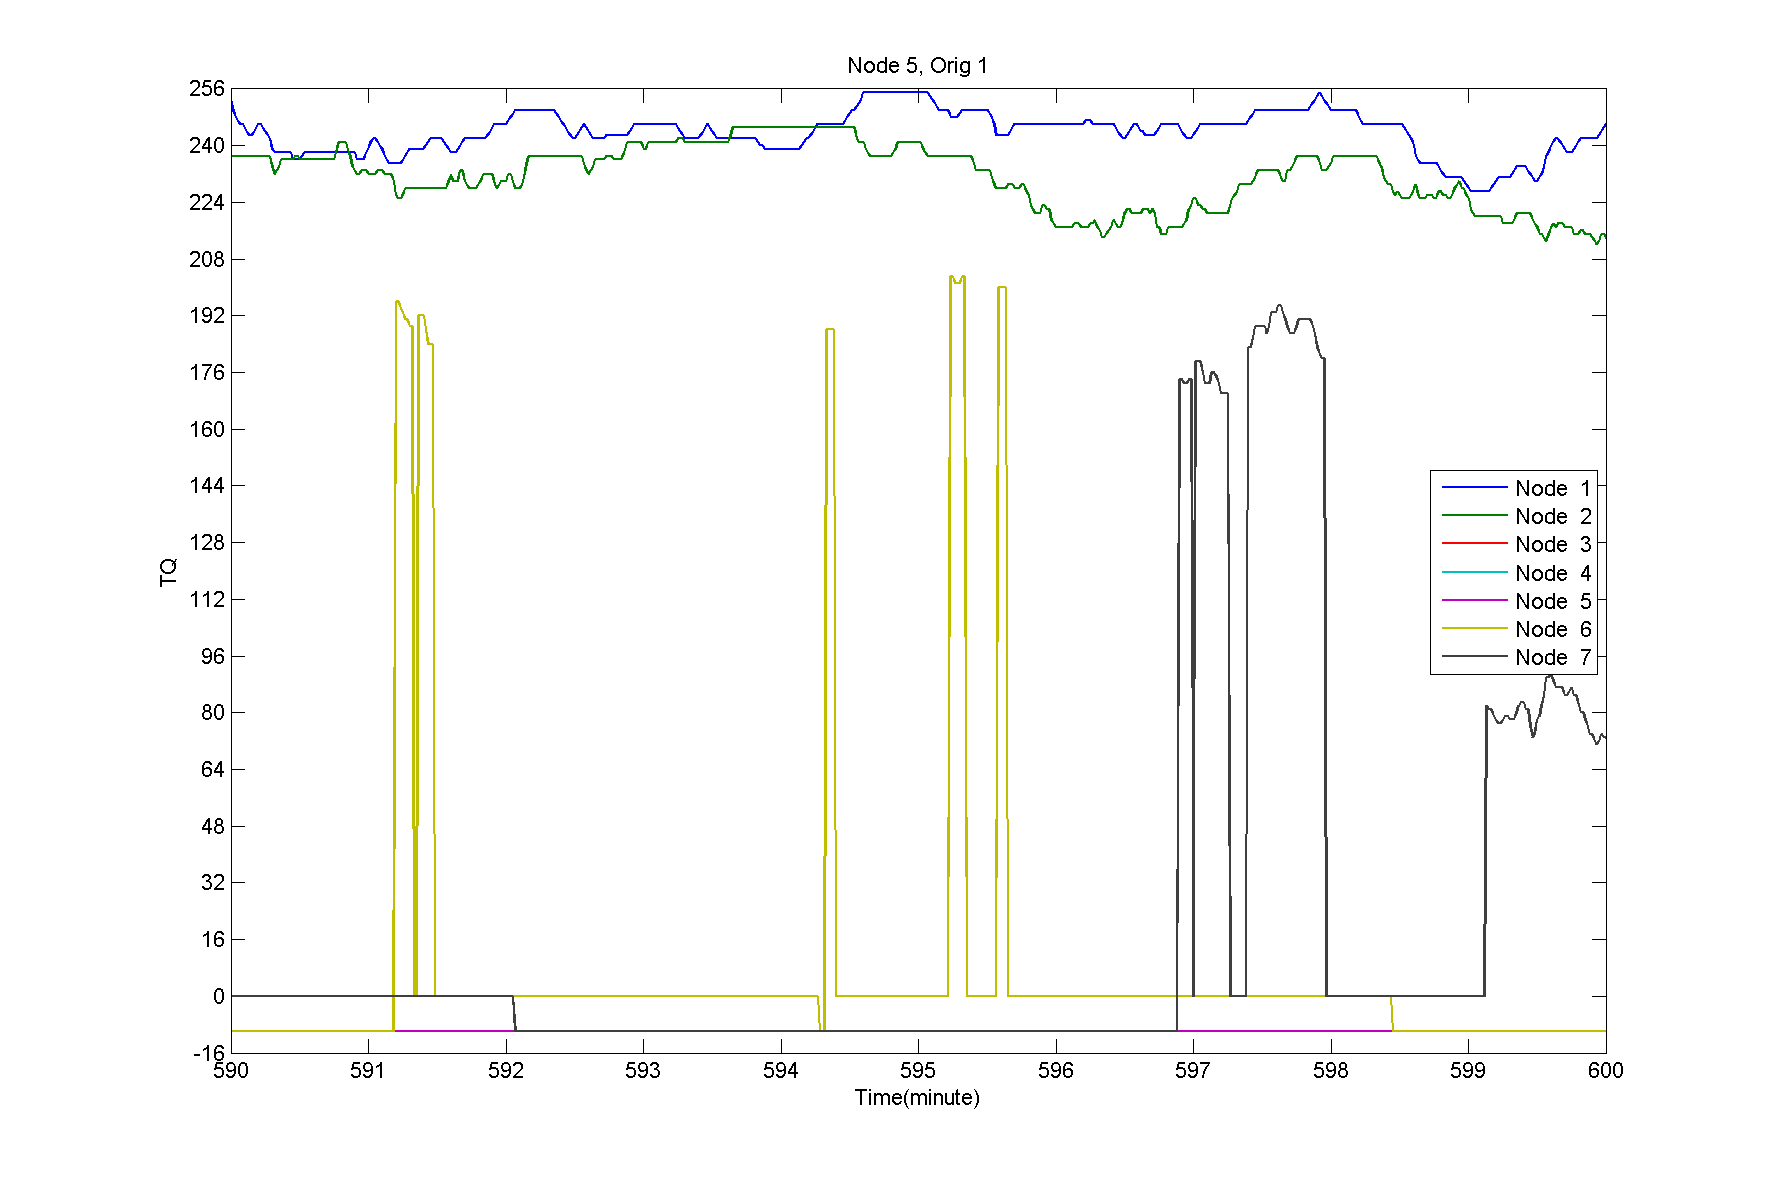 Node 5, Orig 1
256
240
224
208
192
176
160
144
128
112
96
80
64
48
32
16
0
-16
TQ
Node 1
Node 2
Node 3
Node 4
Node 5
Node 6
Node 7
590 591 592 593 594 595 596 597 598 599 600
Time(minute)